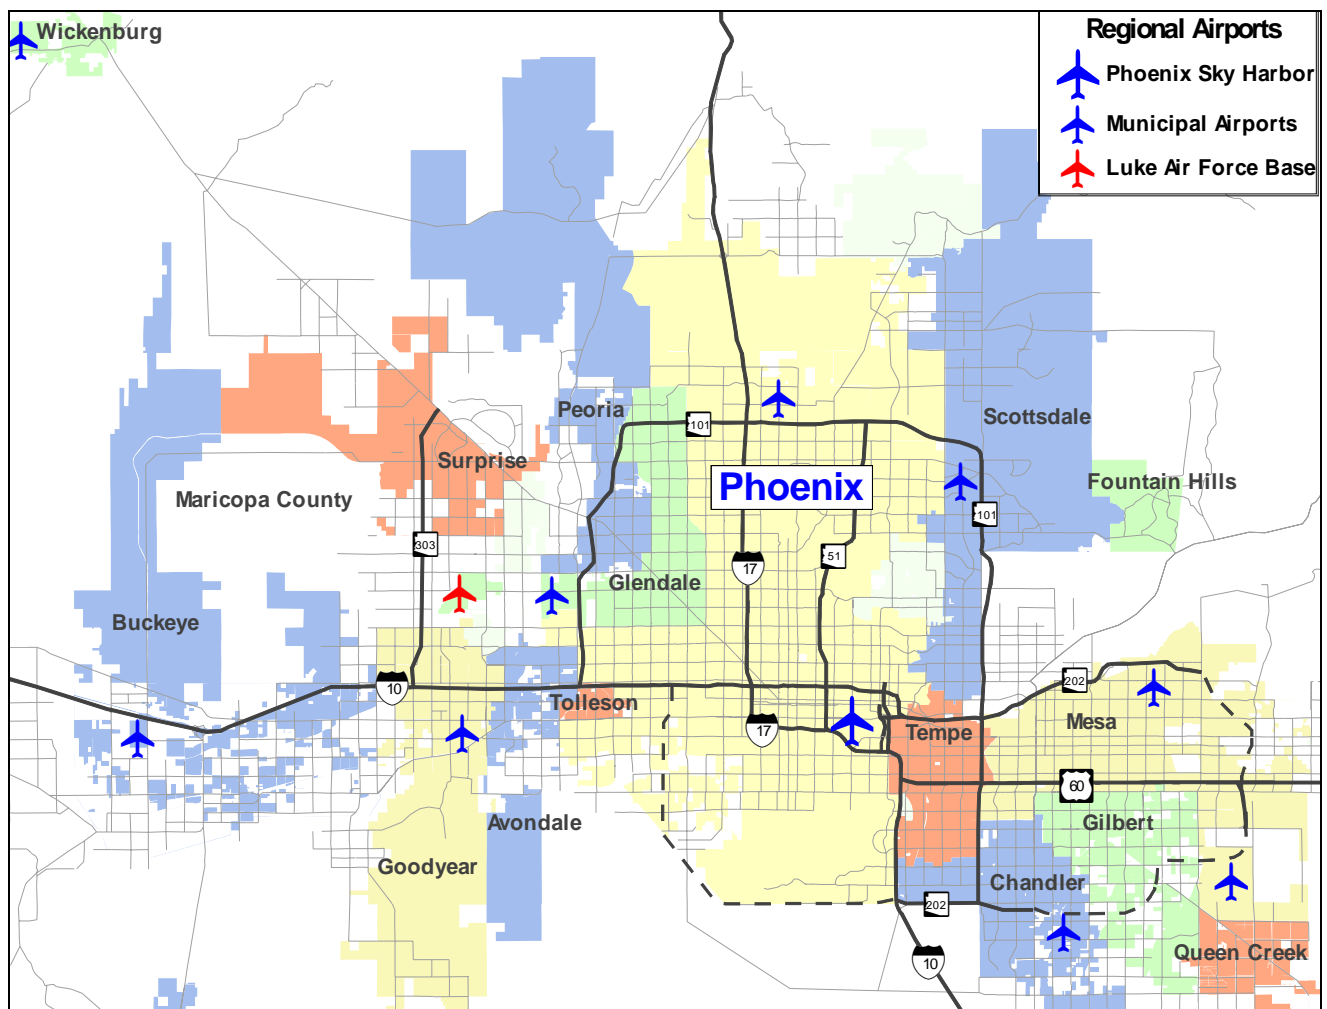 Wickenburg
Regional Airports
Phoenix Sky Harbor
Municipal Airports
Luke Air Force Base
Peoria
101
Scottsdale
Surprise
Phoenix
Fountain Hills
Maricopa County
101
303
51
17
Glendale
Buckeye
10
202
Tolleson
Mesa
17
Tempe
60
Avondale
Gilbert
Goodyear
Chandler
202
Queen Creek
10